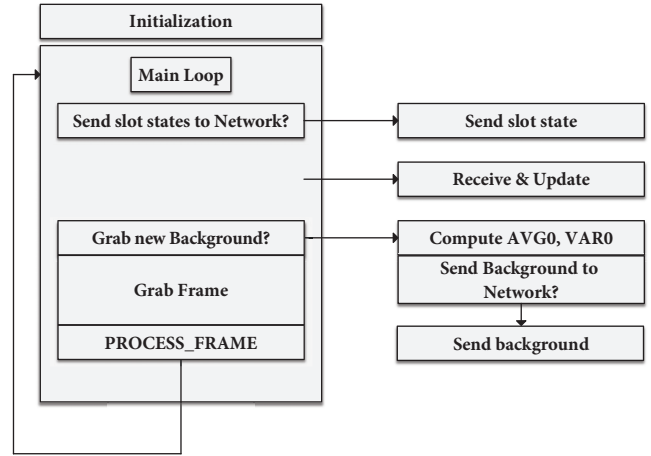 Initialization
Main Loop
Send slot states to Network?
Send slot state
Receive & Update
Grab new Background?
Compute AVG0, VAR0
Grab Frame
Send Background to
Network?
PROCESS_FRAME
Send background